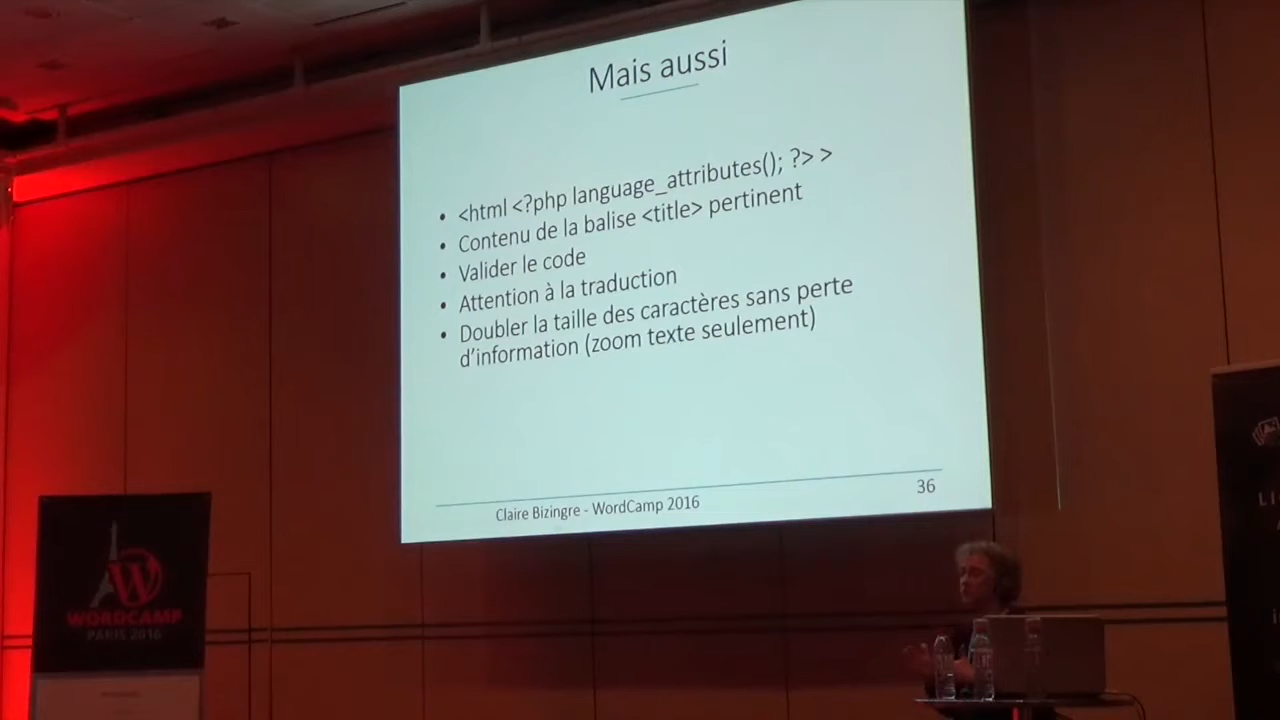 Mais aussi
• <html <?php language_attributes(); ?> >
• Contenu de la balise <title> pertinent
• Valider le code
• Attention à la traduction
• Doubler la taille des caractères sans perte
d'information (zoom texte seulement)
Claire Bizingre - WordCamp 2016
36
WORDCAMP
PARIS 2016